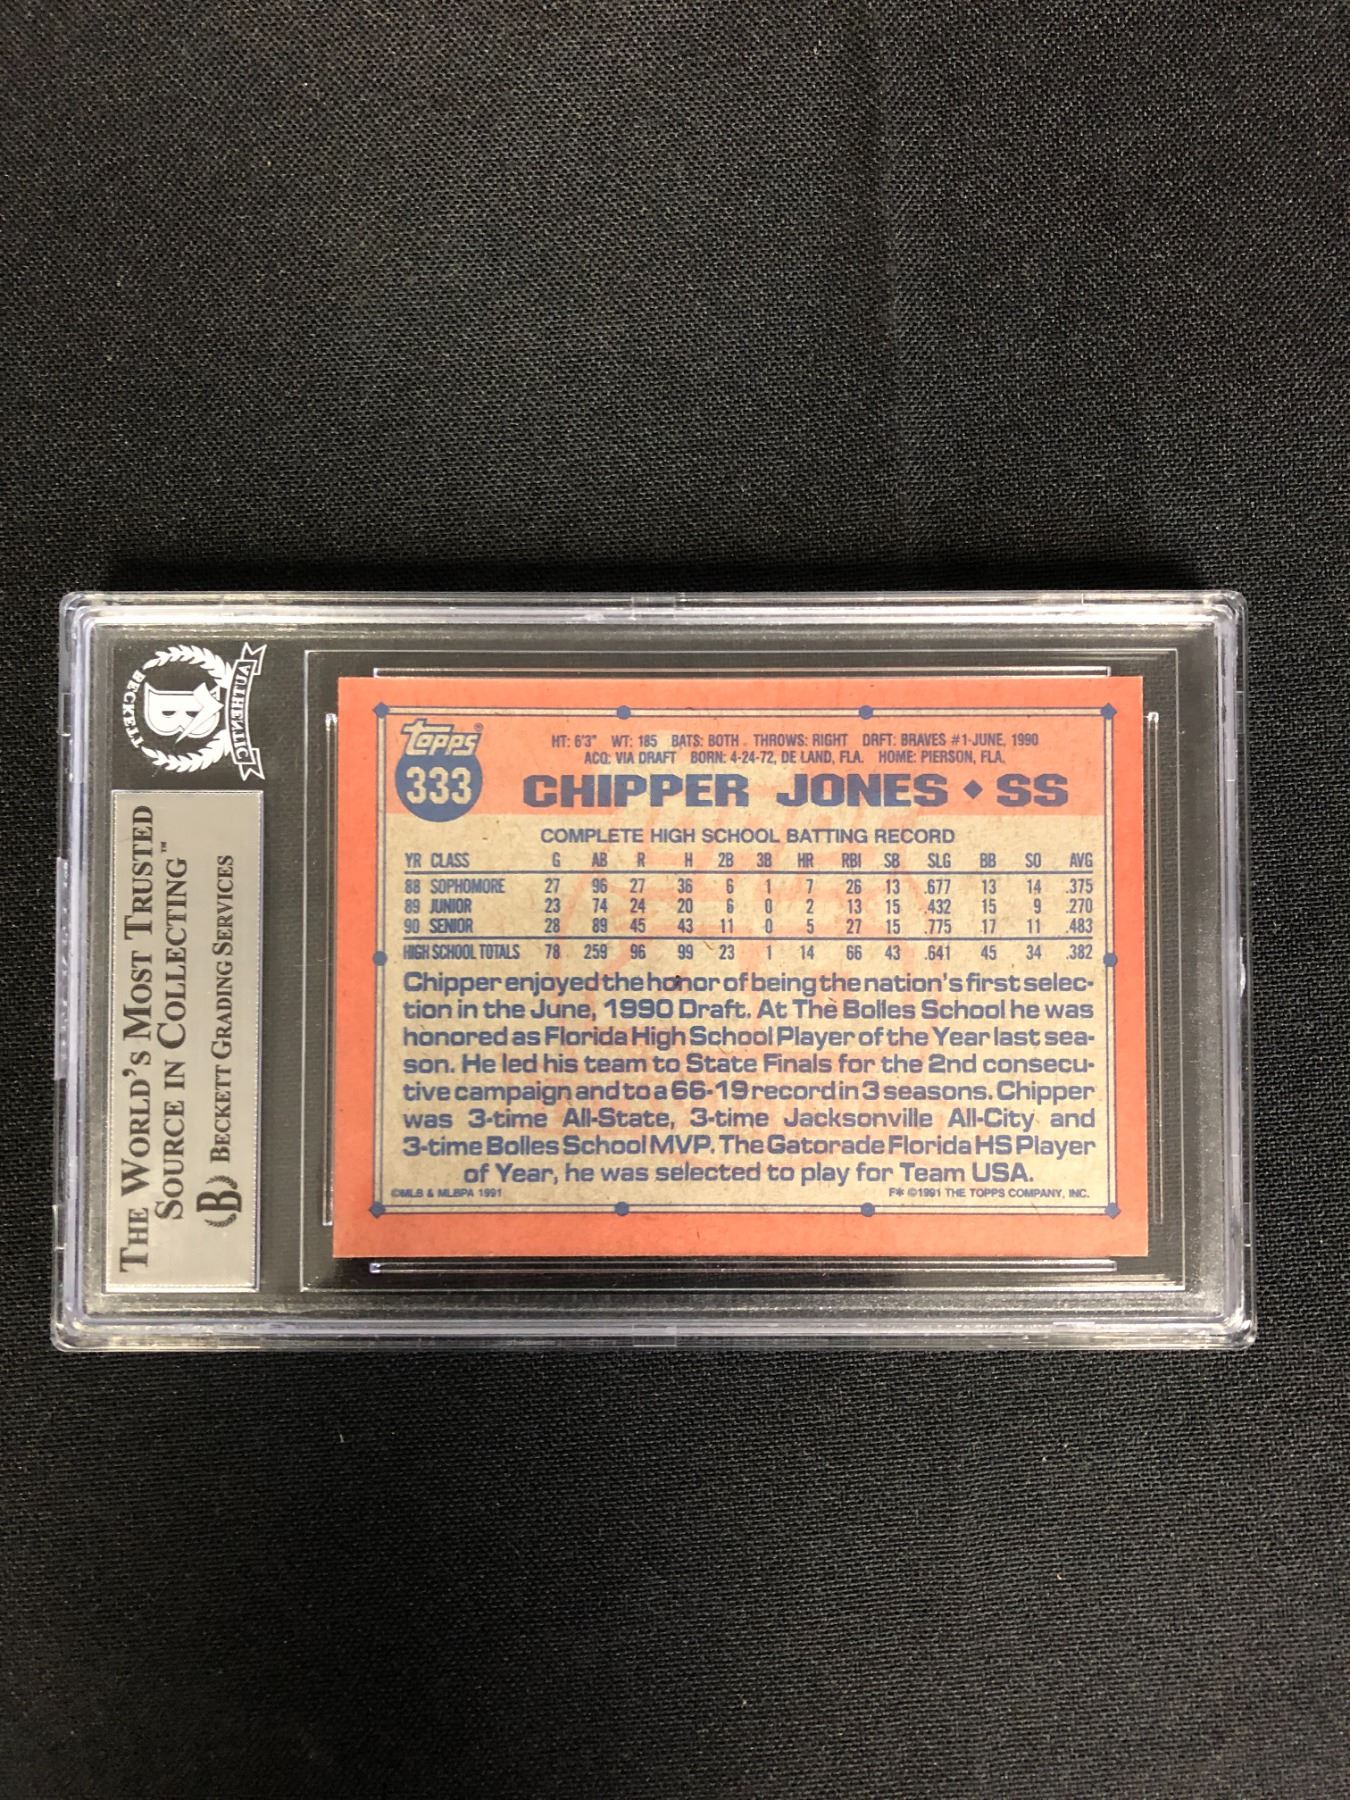 BECKETT
AUTHENTIC
B
THE WORLD'S MOST TRUSTED
SOURCE IN COLLECTING™
B BECKETT GRADING SERVICES
topps®
333
HT: 6'3" WT: 185 BATS: BOTH THROWS: RIGHT DRFT: BRAVES #1-JUNE, 1990
ACQ: VIA DRAFT BORN: 4-24-72, DE LAND, FLA. HOME: PIERSON, FLA.
CHIPPER JONES ♦ SS
COMPLETE HIGH SCHOOL BATTING RECORD
YR CLASS G AB R H 2B 3B HR RBI SB SLG BB SO AVG
88 SOPHOMORE 27 96 27 36 6 1 7 26 13 .677 13 14 .375
89 JUNIOR 23 74 24 20 6 0 2 13 15 .432 15 9 .270
90 SENIOR 28 89 45 43 11 0 5 27 15 .775 17 11 .483
HIGH SCHOOL TOTALS 78 259 96 99 23 1 14 66 43 .641 45 34 .382
Chipper enjoyed the honor of being the nation's first selec-
tion in the June, 1990 Draft. At The Bolles School he was
honored as Florida High School Player of the Year last sea-
son. He led his team to State Finals for the 2nd consecu-
tive campaign and to a 66-19 record in 3 seasons. Chipper
was 3-time All-State, 3-time Jacksonville All-City and
3-time Bolles School MVP. The Gatorade Florida HS Player
of Year, he was selected to play for Team USA.
©MLB & MLBPA 1991
F* ©1991 THE TOPPS COMPANY, INC.